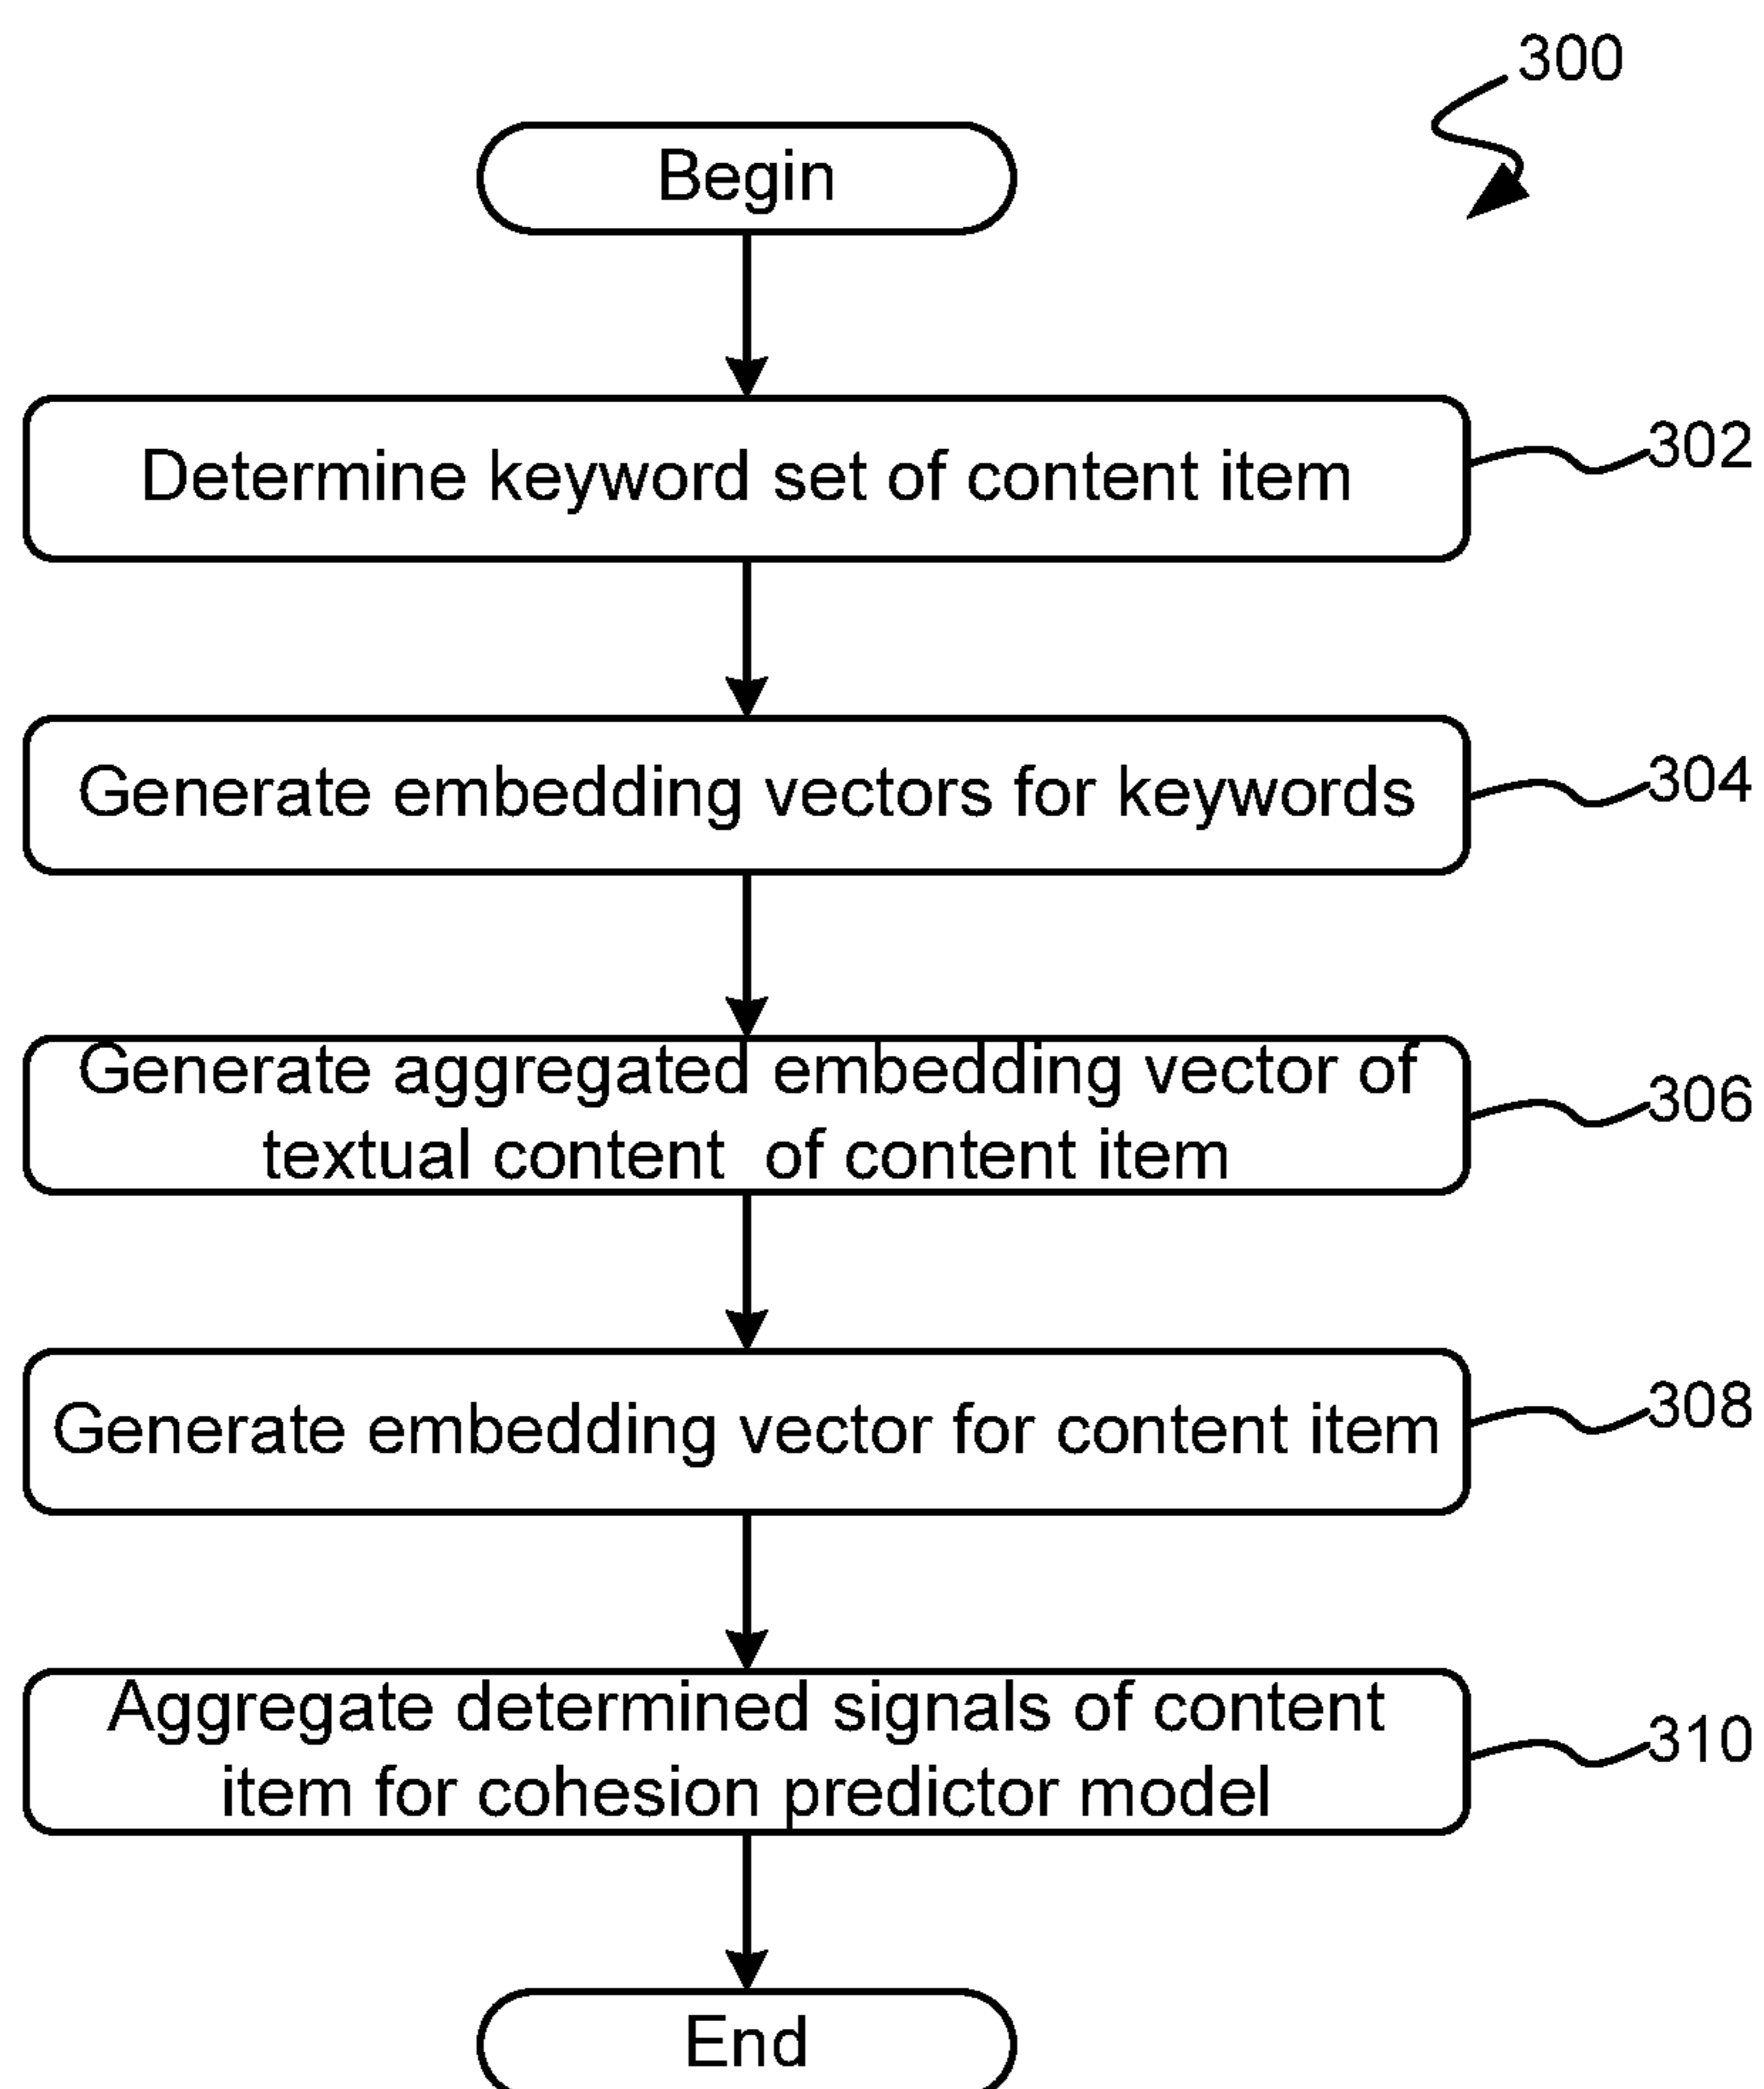 300
Begin
Determine keyword set of content item
302
Generate embedding vectors for keywords
304
Generate aggregated embedding vector of
textual content of content item
306
Generate embedding vector for content item
308
Aggregate determined signals of content
item for cohesion predictor model
310
End